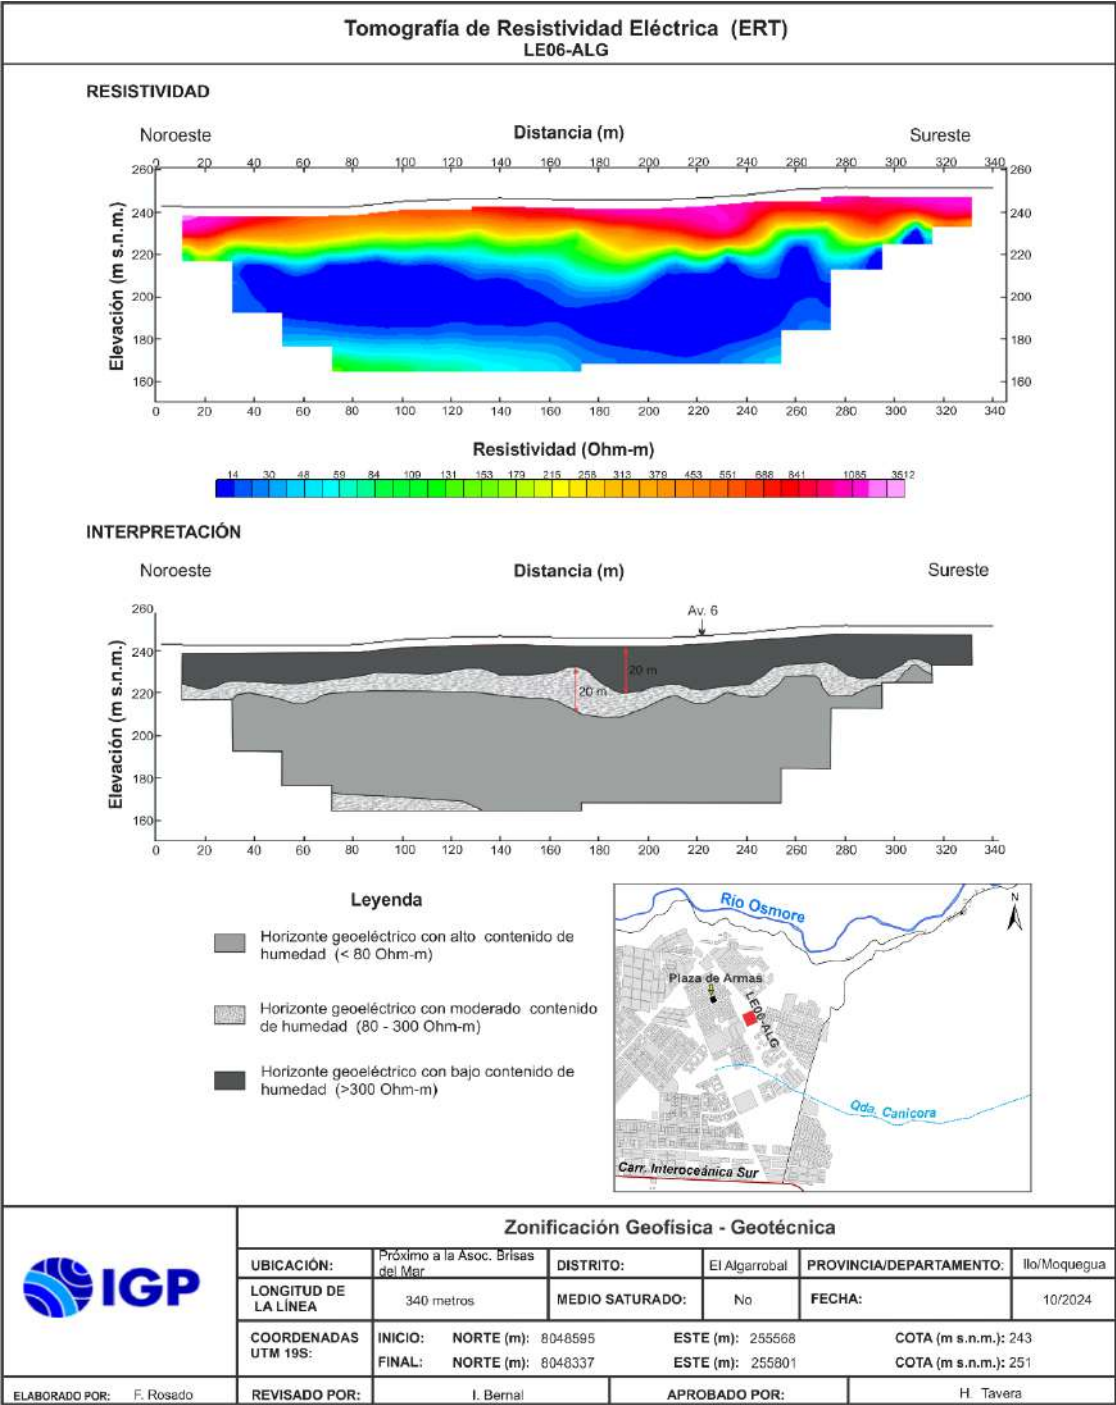 Tomografía de Resistividad Eléctrica (ERT)
LE06-ALG
RESISTIVIDAD
Noroeste Distancia (m) Sureste
0 20 40 60 80 100 120 140 160 180 200 220 240 260 280 300 320 340
Elevación (m s.n.m.)
260 260
240 240
220 220
200 200
180 180
160 160
0 20 40 60 80 100 120 140 160 180 200 220 240 260 280 300 320 340
Resistividad (Ohm-m)
14 30 48 59 84 109 131 153 179 215 258 313 379 453 551 688 841 1085 3512
INTERPRETACIÓN
Noroeste Distancia (m) Sureste
Av. 6
Elevación (m s.n.m.)
260
240
220
200
180
160
20 m
20 m
0 20 40 60 80 100 120 140 160 180 200 220 240 260 280 300 320 340
Leyenda
Horizonte geoeléctrico con alto contenido de
humedad (< 80 Ohm-m)
Horizonte geoeléctrico con moderado contenido
de humedad (80 - 300 Ohm-m)
Horizonte geoeléctrico con bajo contenido de
humedad (>300 Ohm-m)
Río Osmore
N
Plaza de Armas
LE06-ALG
Qda. Canicora
Carr. Interoceánica Sur
IGP
Zonificación Geofísica - Geotécnica
UBICACIÓN: Próximo a la Asoc. Brisas
del Mar
DISTRITO: El Algarrobal PROVINCIA/DEPARTAMENTO: Ilo/Moquegua
LONGITUD DE
LA LÍNEA
340 metros MEDIO SATURADO: No FECHA: 10/2024
COORDENADAS
UTM 19S:
INICIO: NORTE (m): 8048595 ESTE (m): 255568 COTA (m s.n.m.): 243
FINAL: NORTE (m): 8048337 ESTE (m): 255801 COTA (m s.n.m.): 251
ELABORADO POR: F. Rosado REVISADO POR: I. Bernal APROBADO POR: H. Tavera